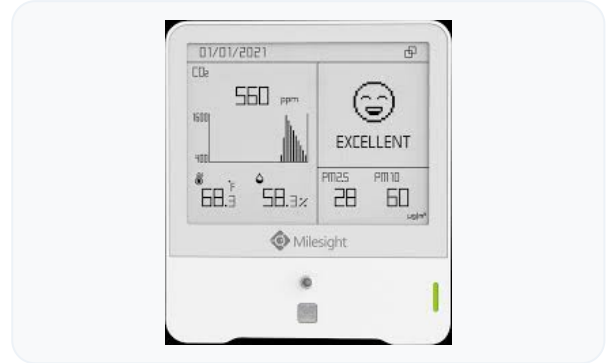 01/01/2021
CO₂
560 ppm
1600
400
EXCELLENT
°F
68.3
58.3%
PM2.5 PM10
28 60
ug/m³
Milesight